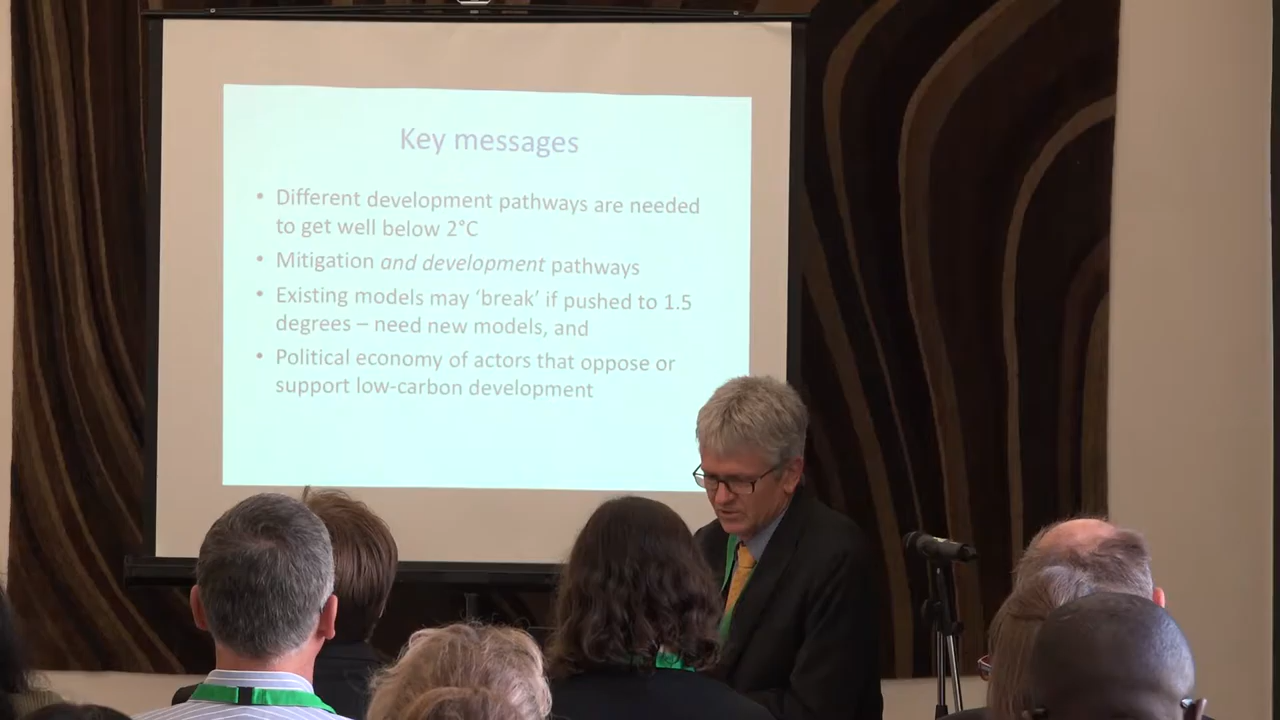 Key messages
• Different development pathways are needed
to get well below 2°C
• Mitigation and development pathways
• Existing models may ‘break’ if pushed to 1.5
degrees – need new models, and
• Political economy of actors that oppose or
support low-carbon development